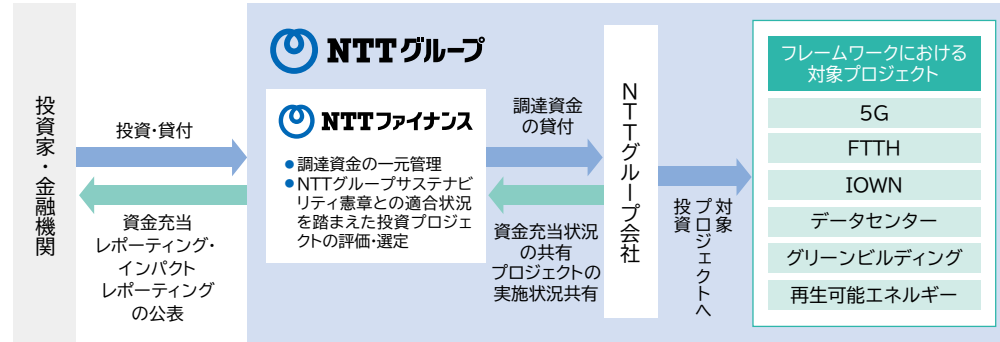 投資家・金融機関
投資・貸付
資金充当
レポーティング・
インパクト
レポーティング
の公表
NTTグループ
NTTファイナンス
●調達資金の一元管理
●NTTグループサステナビ
リティ憲章との適合状況
を踏まえた投資プロジェ
クトの評価・選定
調達資金
の貸付
資金充当状況
の共有
プロジェクトの
実施状況共有
NTTグループ会社
対象
プロジェクトへ
投資
フレームワークにおける
対象プロジェクト
5G
FTTH
IOWN
データセンター
グリーンビルディング
再生可能エネルギー